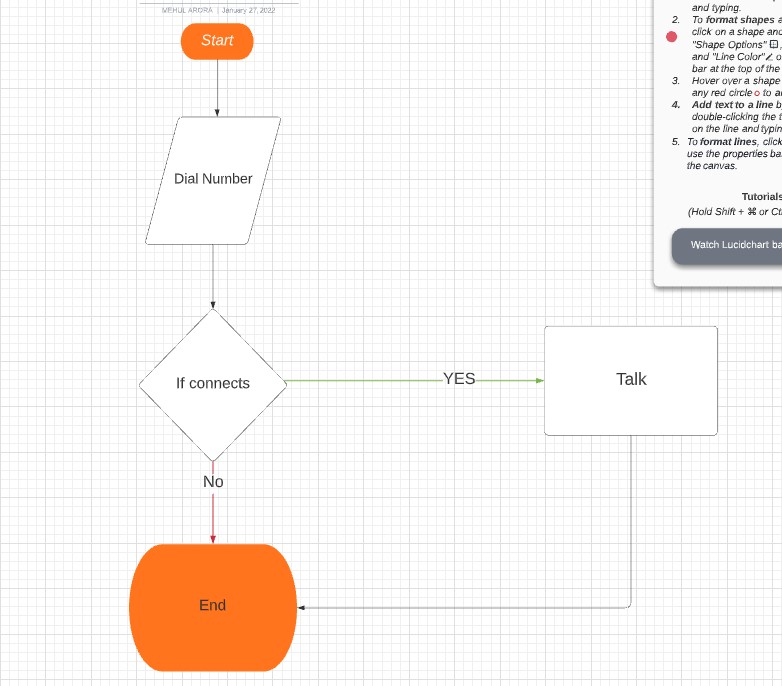 MEHUL ARORA | January 27, 2022
Start
Dial Number
If connects
YES
Talk
No
End
and typing.
2. To format shapes a
click on a shape and
"Shape Options" ,
and "Line Color" o
bar at the top of the
3. Hover over a shape
any red circle to a
4. Add text to a line b
double-clicking the t
on the line and typin
5. To format lines, click
use the properties ba
the canvas.
Tutorials
(Hold Shift + ⌘ or Ct
Watch Lucidchart ba